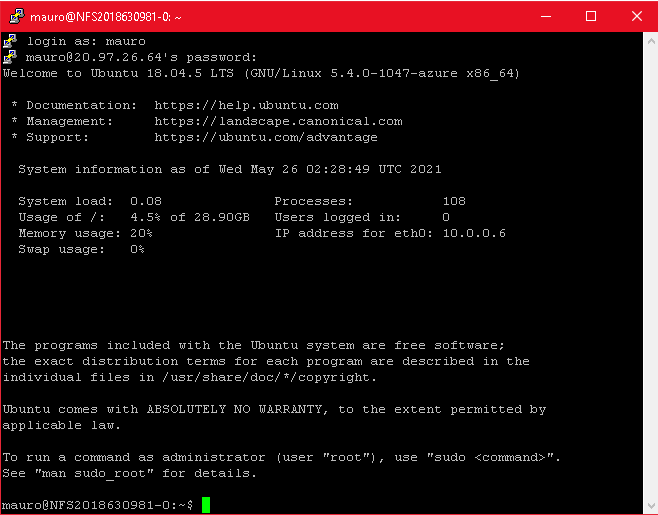 mauro@NFS2018630981-0: ~
login as: mauro
mauro@20.97.26.64's password:
Welcome to Ubuntu 18.04.5 LTS (GNU/Linux 5.4.0-1047-azure x86_64)
* Documentation:  https://help.ubuntu.com
* Management:     https://landscape.canonical.com
* Support:        https://ubuntu.com/advantage
System information as of Wed May 26 02:28:49 UTC 2021
System load:  0.08              Processes:           108
Usage of /:   4.5% of 28.90GB   Users logged in:     0
Memory usage: 20%               IP address for eth0: 10.0.0.6
Swap usage:   0%
The programs included with the Ubuntu system are free software;
the exact distribution terms for each program are described in the
individual files in /usr/share/doc/*/copyright.
Ubuntu comes with ABSOLUTELY NO WARRANTY, to the extent permitted by
applicable law.
To run a command as administrator (user "root"), use "sudo <command>".
See "man sudo_root" for details.
mauro@NFS2018630981-0:~$